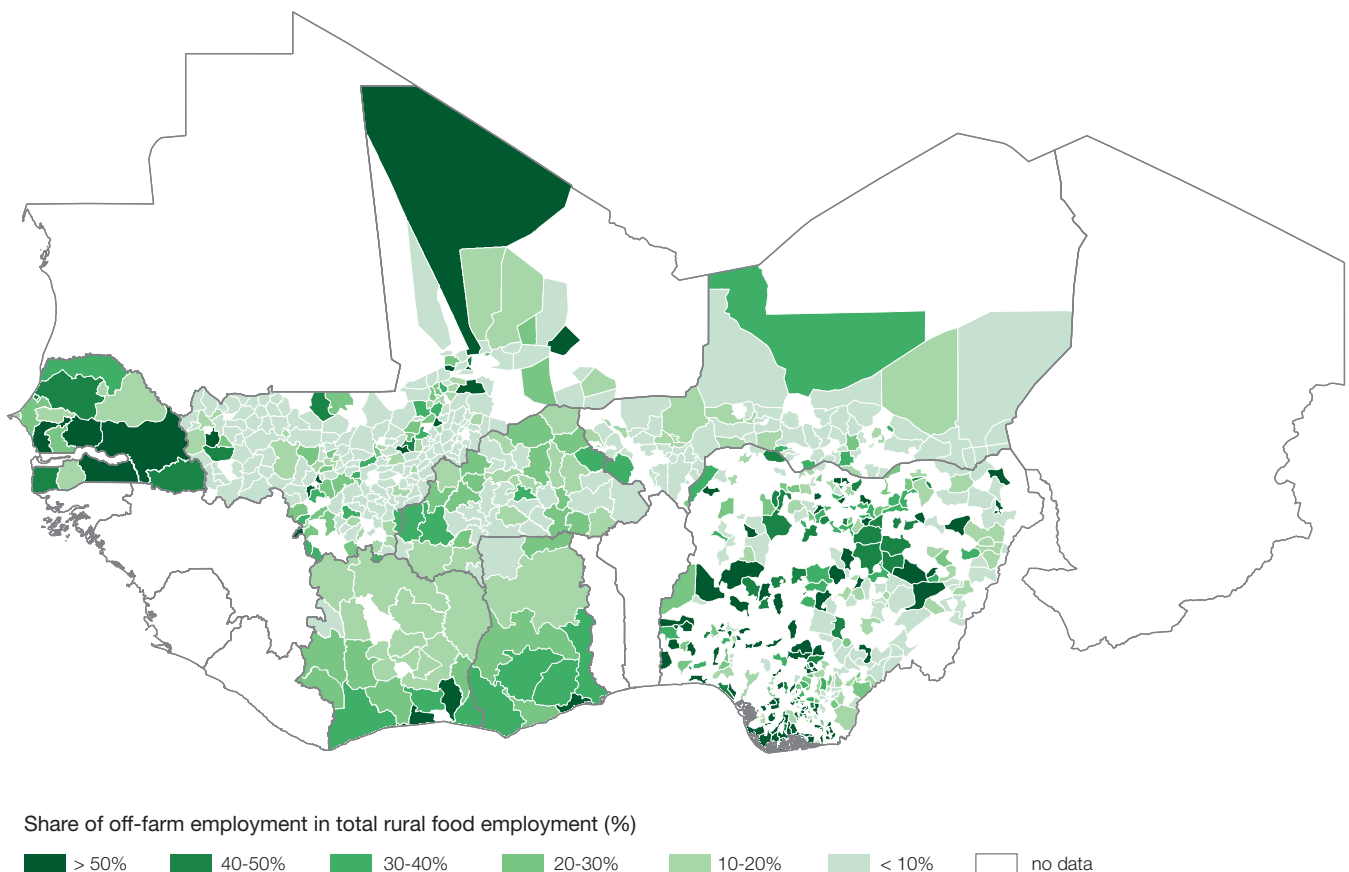 Share of off-farm employment in total rural food employment (%)
> 50% 40-50% 30-40% 20-30% 10-20% < 10% no data